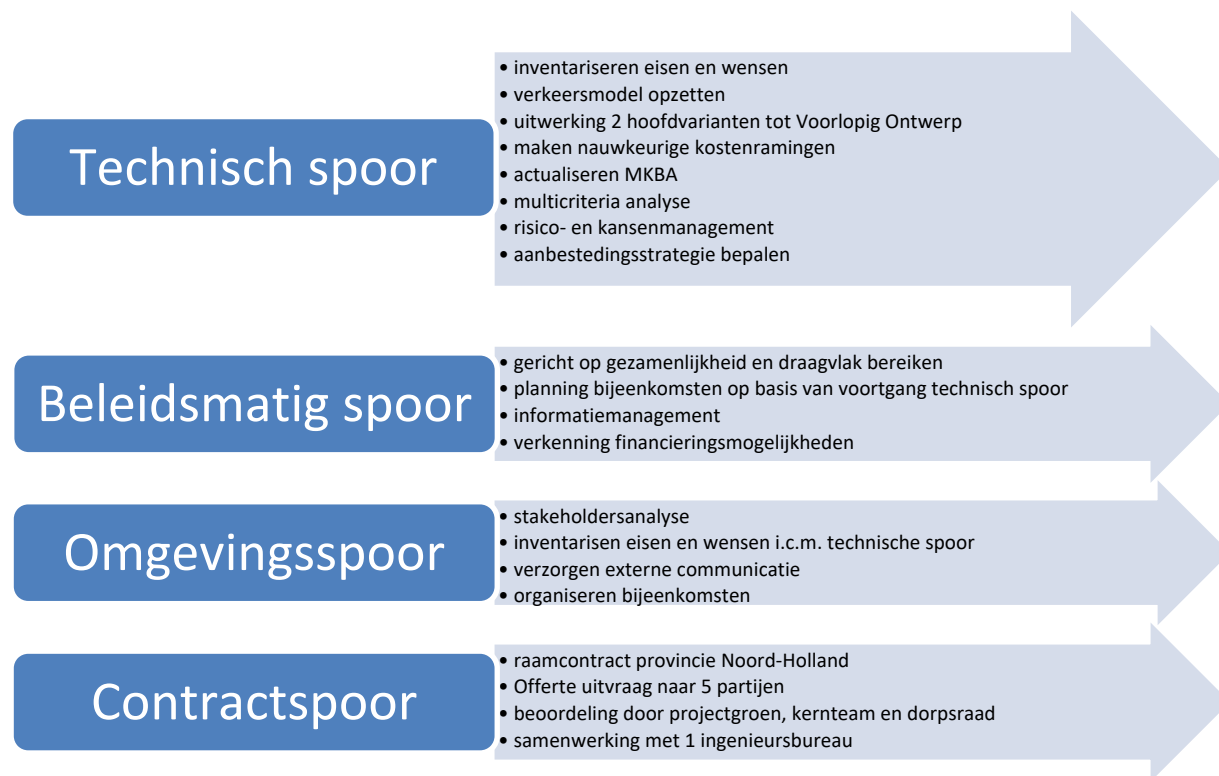 Technisch spoor
• inventariseren eisen en wensen
• verkeersmodel opzetten
• uitwerking 2 hoofdvarianten tot Voorlopig Ontwerp
• maken nauwkeurige kostenramingen
• actualiseren MKBA
• multicriteria analyse
• risico- en kansenmanagement
• aanbestedingsstrategie bepalen
Beleidsmatig spoor
• gericht op gezamenlijkheid en draagvlak bereiken
• planning bijeenkomsten op basis van voortgang technisch spoor
• informatiemanagement
• verkenning financieringsmogelijkheden
Omgevingsspoor
• stakeholdersanalyse
• inventarisen eisen en wensen i.c.m. technische spoor
• verzorgen externe communicatie
• organiseren bijeenkomsten
Contractspoor
• raamcontract provincie Noord-Holland
• Offerte uitvraag naar 5 partijen
• beoordeling door projectgroen, kernteam en dorpsraad
• samenwerking met 1 ingenieursbureau